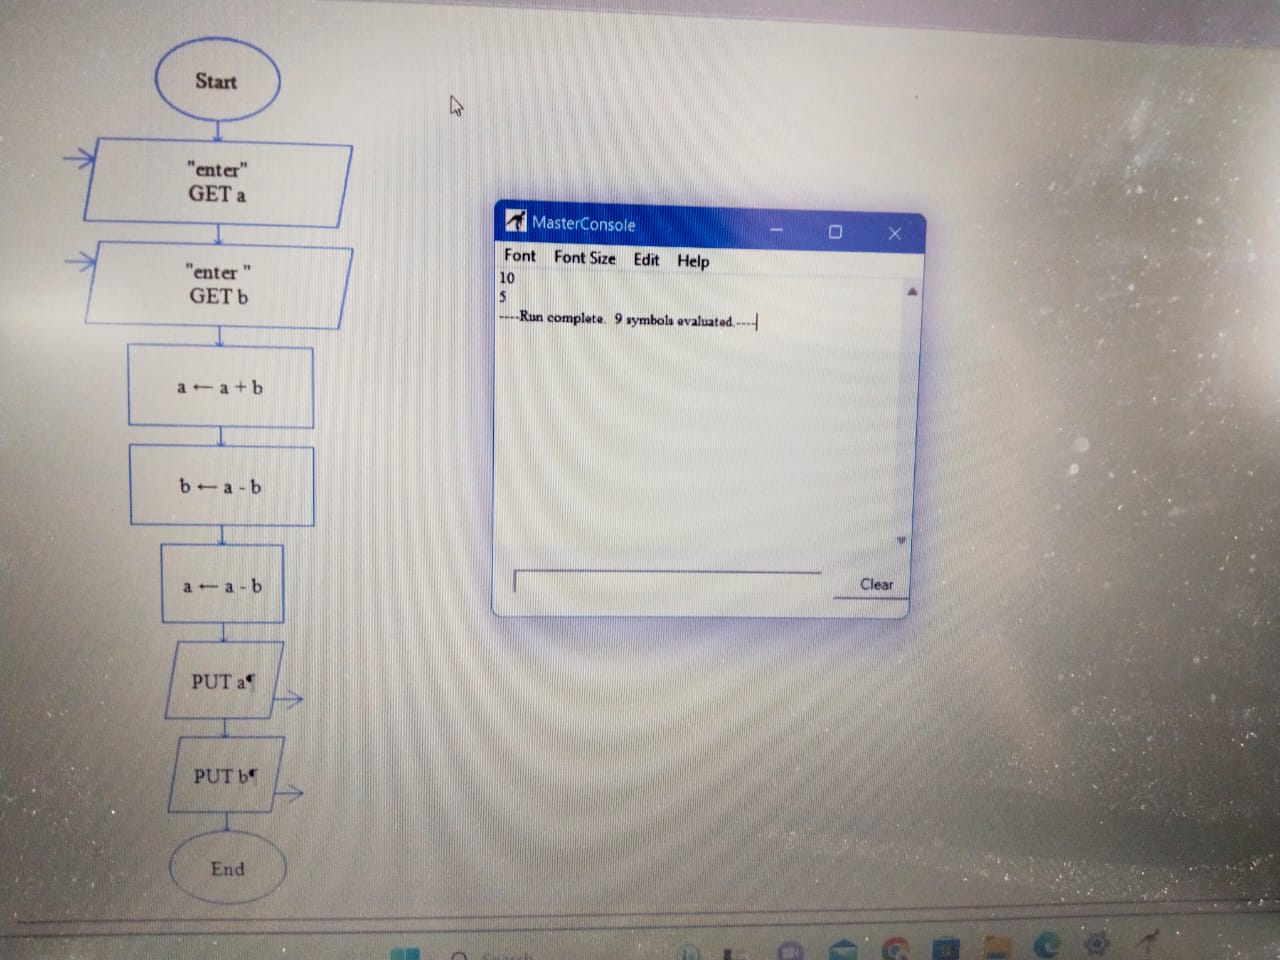 Start
"enter"
GET a
"enter "
GET b
a ← a + b
b ← a - b
a ← a - b
PUT a¶
PUT b¶
End
MasterConsole
Font Font Size Edit Help
10
5
----Run complete. 9 symbols evaluated.----
Clear
Search